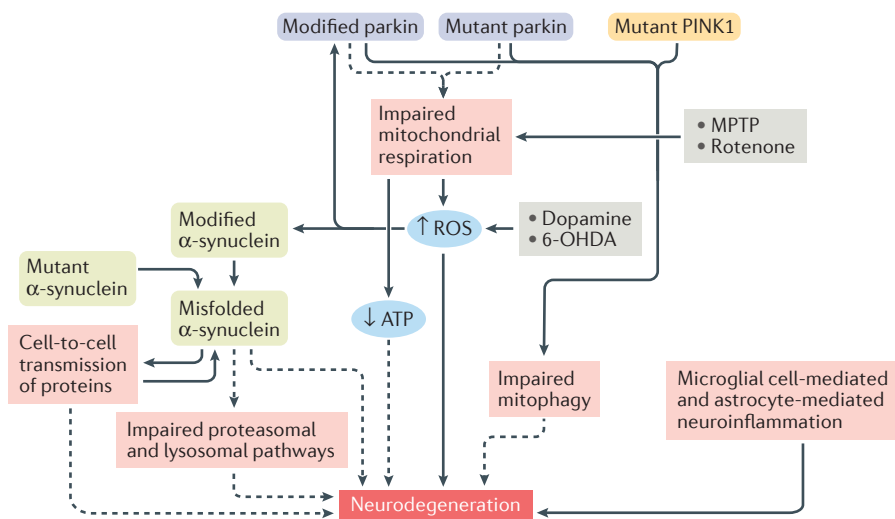 Modified parkin
Mutant parkin
Mutant PINK1
Impaired
mitochondrial
respiration
• MPTP
• Rotenone
Modified
α-synuclein
↑ ROS
• Dopamine
• 6-OHDA
Mutant
α-synuclein
Misfolded
α-synuclein
↓ ATP
Cell-to-cell
transmission
of proteins
Impaired
mitophagy
Microglial cell-mediated
and astrocyte-mediated
neuroinflammation
Impaired proteasomal
and lysosomal pathways
Neurodegeneration